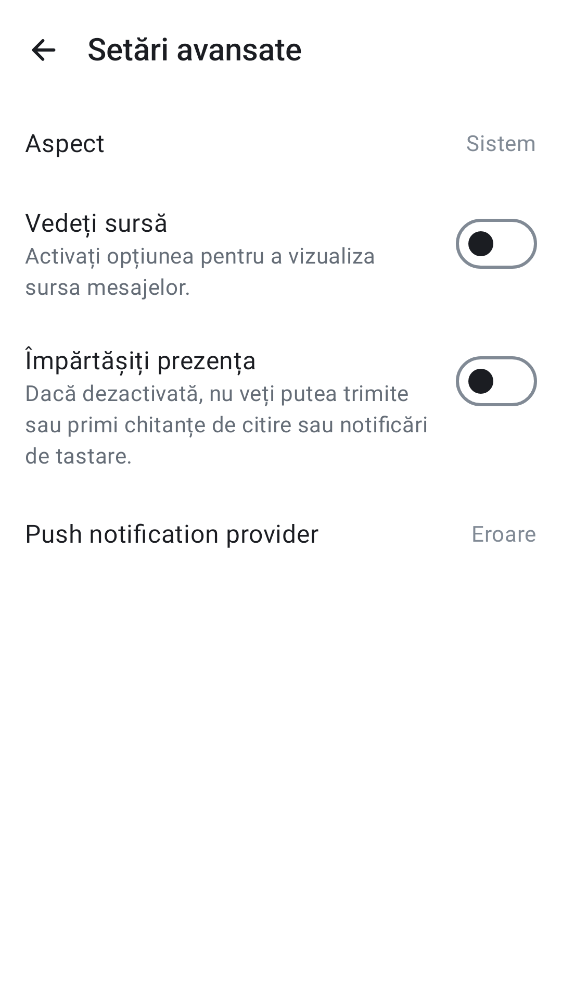 Setări avansate
Aspect
Sistem
Vedeți sursă
Activați opțiunea pentru a vizualiza
sursa mesajelor.
Împărtășiți prezența
Dacă dezactivată, nu veți putea trimite
sau primi chitanțe de citire sau notificări
de tastare.
Push notification provider
Eroare